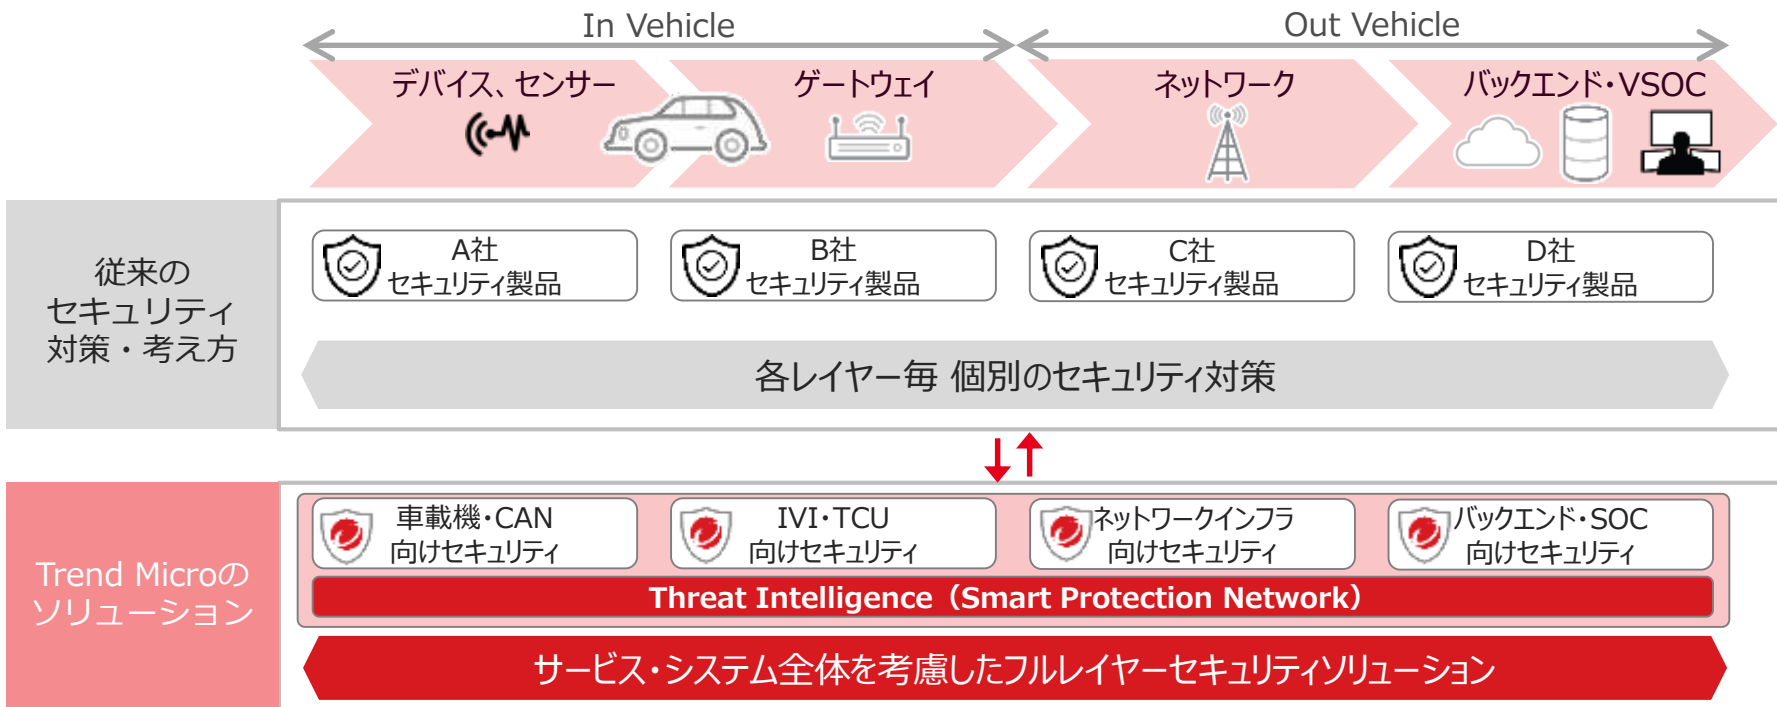 In Vehicle
Out Vehicle
デバイス、センサー
ゲートウェイ
ネットワーク
バックエンド・VSOC
従来の
セキュリティ
対策・考え方
A社
セキュリティ製品
B社
セキュリティ製品
C社
セキュリティ製品
D社
セキュリティ製品
各レイヤー毎 個別のセキュリティ対策
Trend Microの
ソリューション
車載機・CAN
向けセキュリティ
IVI・TCU
向けセキュリティ
ネットワークインフラ
向けセキュリティ
バックエンド・SOC
向けセキュリティ
Threat Intelligence（Smart Protection Network）
サービス・システム全体を考慮したフルレイヤーセキュリティソリューション